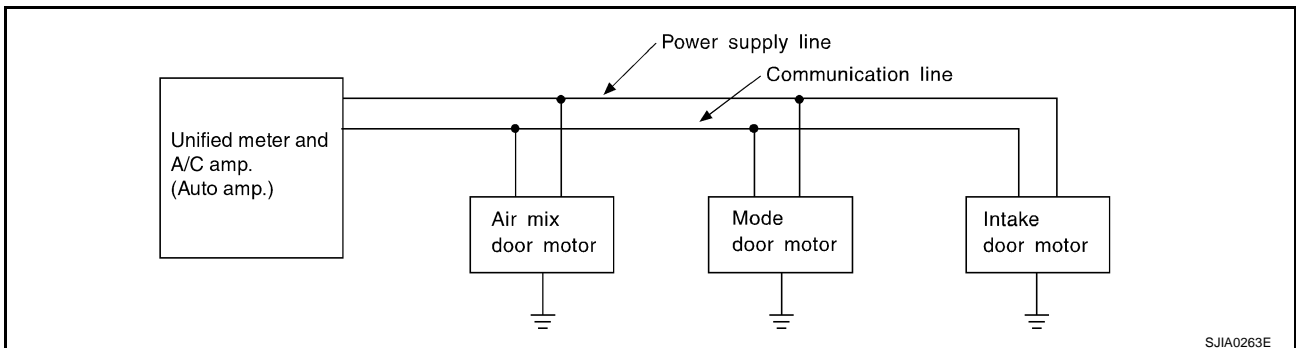 Power supply line
Communication line
Unified meter and
A/C amp.
(Auto amp.)
Air mix
door motor
Mode
door motor
Intake
door motor
SJIA0263E